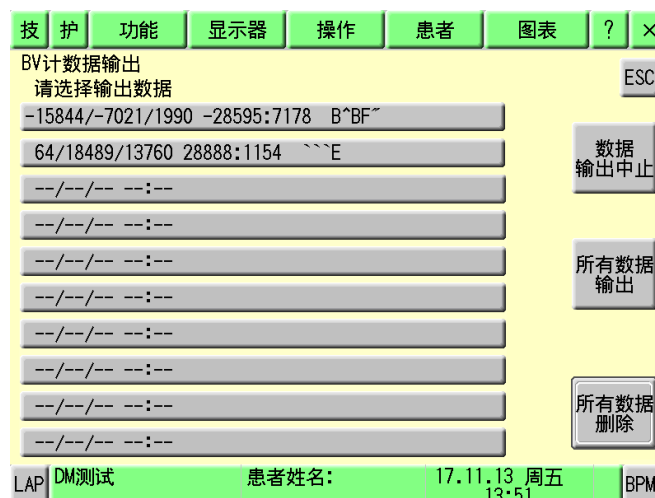 技 护 功能 显示器 操作 患者 图表 ? ×
BV计数据输出
请选择输出数据
ESC
-15844/-7021/1990 -28595:7178 B^BF~
64/18489/13760 28888:1154 ```E
数据
输出中止
--/--/-- --:--
--/--/-- --:--
--/--/-- --:--
所有数据
输出
--/--/-- --:--
--/--/-- --:--
--/--/-- --:--
--/--/-- --:--
所有数据
删除
--/--/-- --:--
LAP DM测试 患者姓名: 17.11.13 周五 BPM
13:51